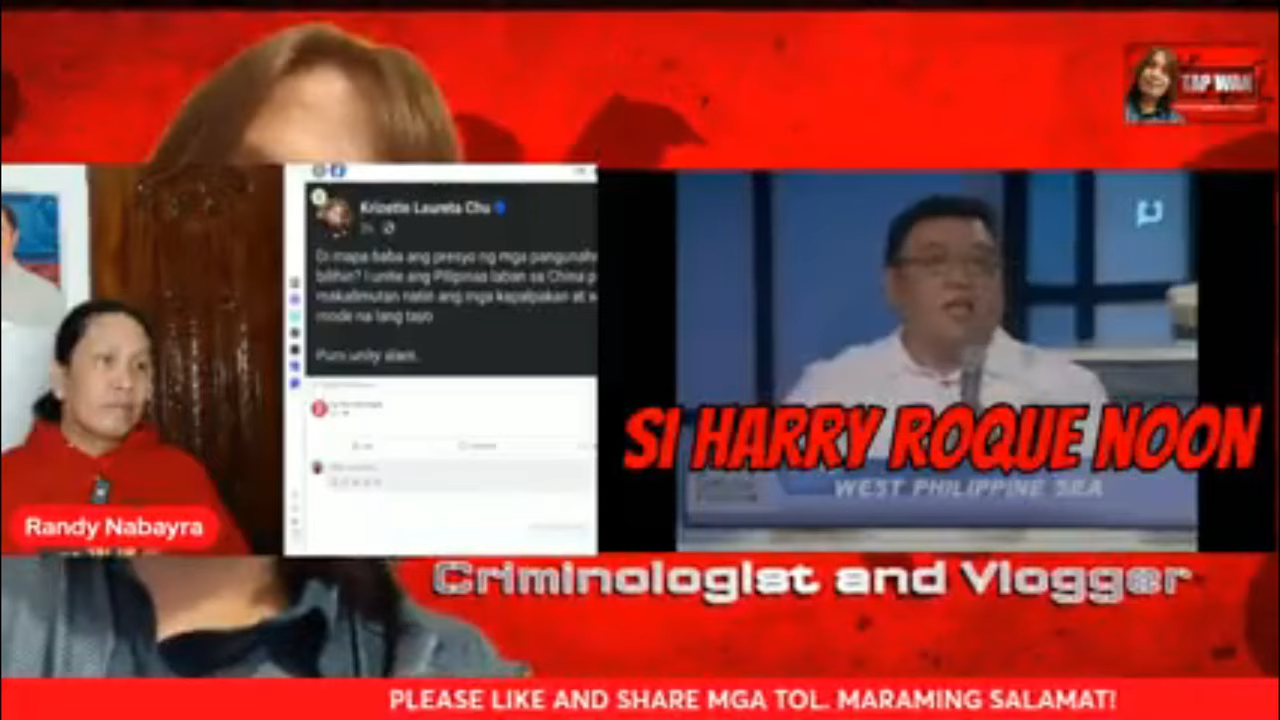 TAP WAN
Krizette Laureta Chu
Di mapa baba ang presyo ng mga pangunahi
bilihin? I unite ang Pilipinas laban sa China p
makalimutan natin ang mga kapalpakan at
mode na lang tayo
Puro unity alam.
SI HARRY ROQUE NOON
WEST PHILIPPINE SEA
Randy Nabayra
Criminologist and Vlogger
PLEASE LIKE AND SHARE MGA TOL. MARAMING SALAMAT!